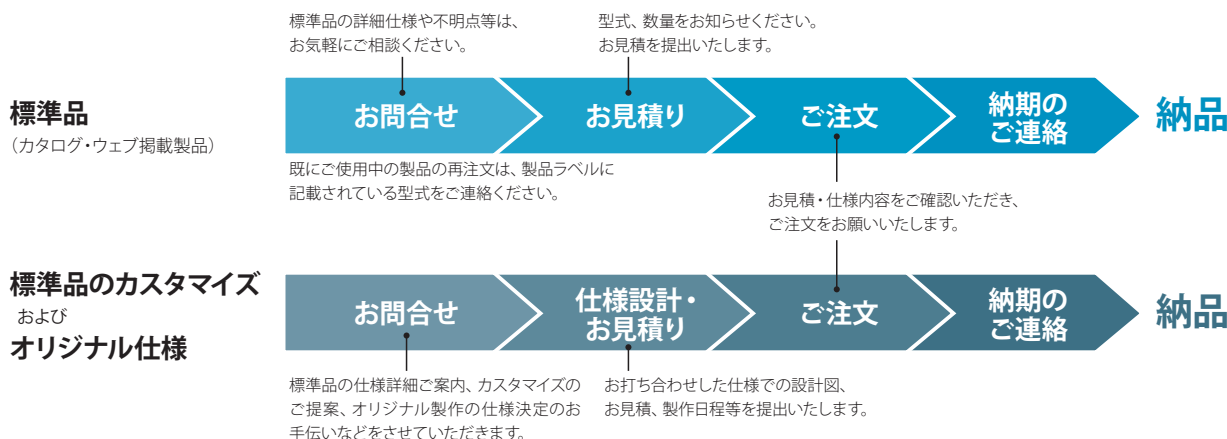 標準品の詳細仕様や不明点等は、
お気軽にご相談ください。
型式、数量をお知らせください。
お見積を提出いたします。
標準品
（カタログ・ウェブ掲載製品）
お問合せ
お見積り
ご注文
納期の
ご連絡
納品
既にご使用中の製品の再注文は、製品ラベルに
記載されている型式をご連絡ください。
お見積・仕様内容をご確認いただき、
ご注文をお願いいたします。
標準品のカスタマイズ
および
オリジナル仕様
お問合せ
仕様設計・
お見積り
ご注文
納期の
ご連絡
納品
標準品の仕様詳細ご案内、カスタマイズの
ご提案、オリジナル製作の仕様決定のお
手伝いなどをさせていただきます。
お打ち合わせした仕様での設計図、
お見積、製作日程等を提出いたします。